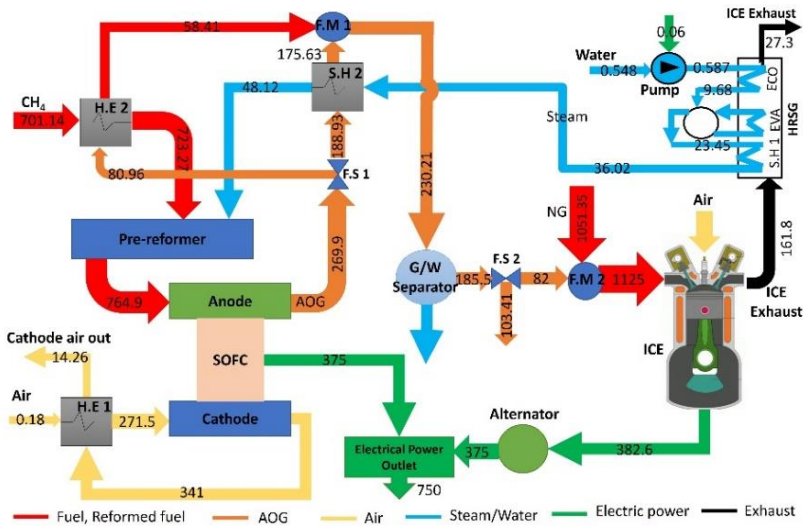 58.41
F.M 1
175.63
S.H 2
48.12
CH₄
701.14
H.E 2
723.27
188.93
80.96
F.S 1
230.21
Pre-reformer
269.9
764.9
Anode
AOG
SOFC
Cathode
Cathode air out
14.26
Air
0.18
H.E 1
271.5
341
375
G/W
Separator
185.5
F.S 2
82
103.41
NG
1051.35
F.M 2
1125
Air
ICE
ICE
Exhaust
161.8
ICE Exhaust
27.3
0.06
Water
0.548
Pump
0.587
ECO
9.68
EVA
23.45
S.H 1
HRSG
Steam
36.02
Alternator
382.6
375
Electrical Power
Outlet
750
Fuel, Reformed fuel
AOG
Air
Steam/Water
Electric power
Exhaust